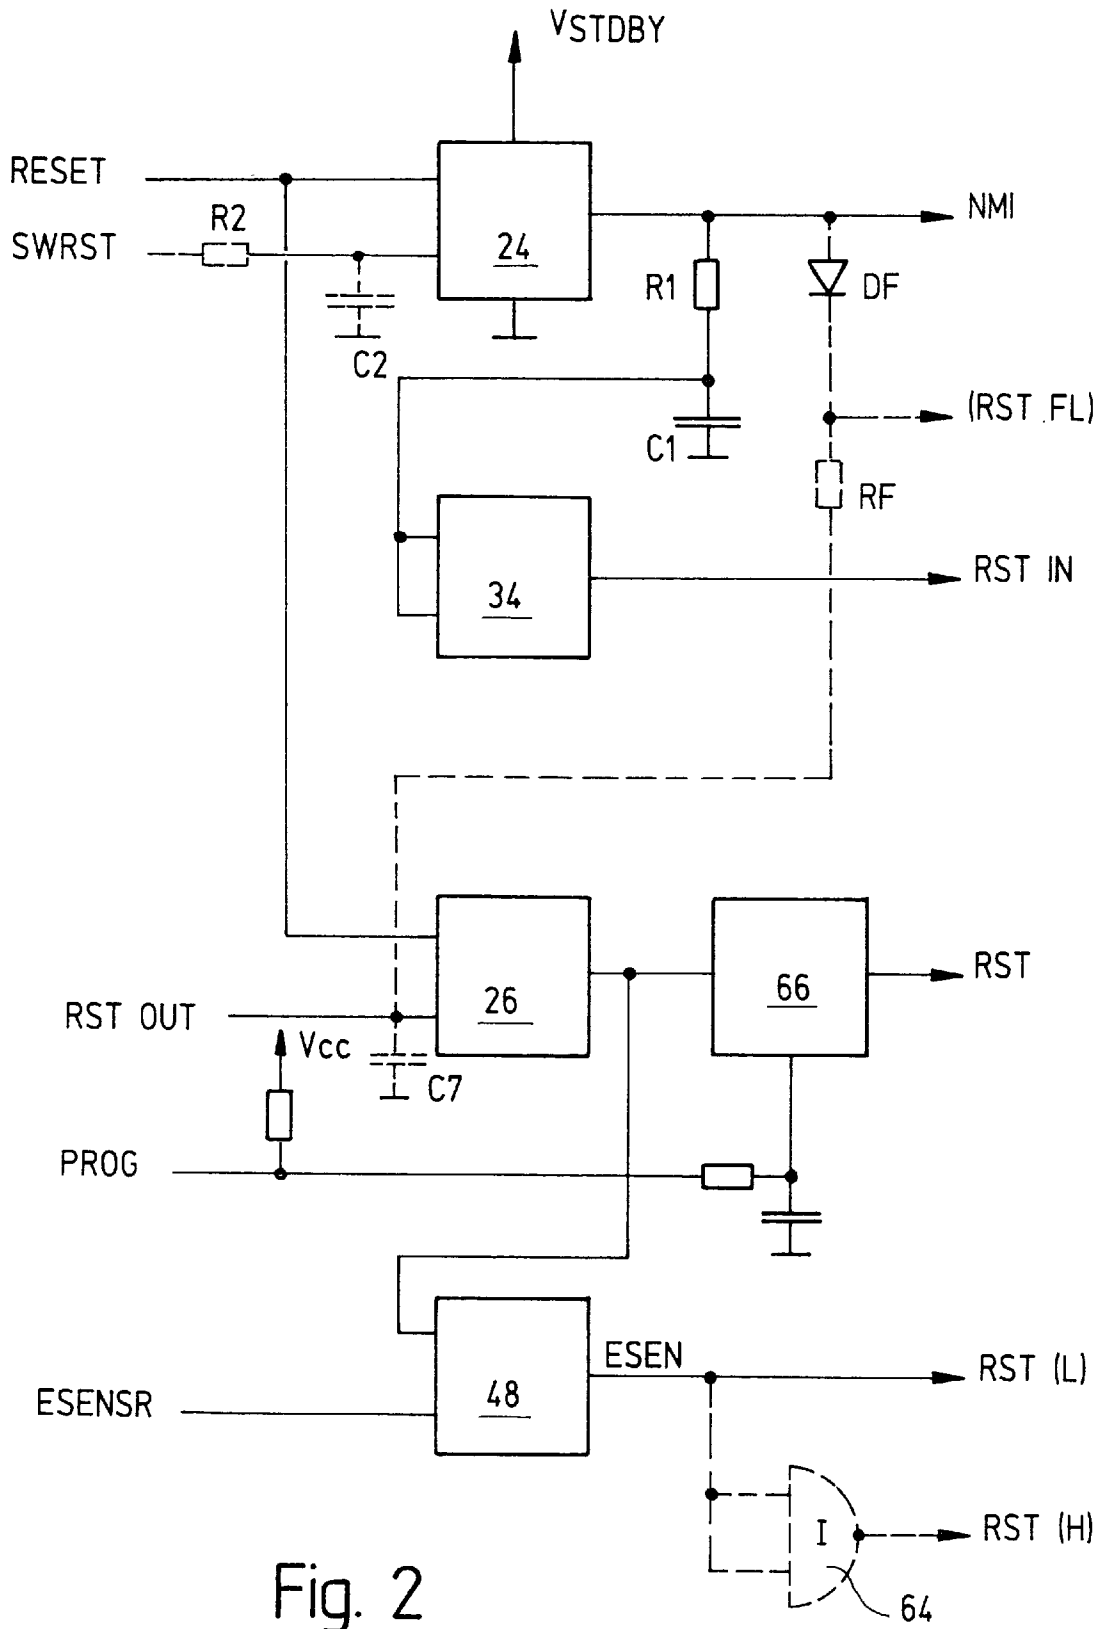 VSTDBY
RESET
R2
NMI
SWRST
24
R1
DF
C2
(RST FL)
C1
RF
RST IN
34
RST
66
26
RST OUT
Vcc
C7
PROG
ESEN
RST (L)
48
ESENSR
I
RST (H)
64
Fig. 2